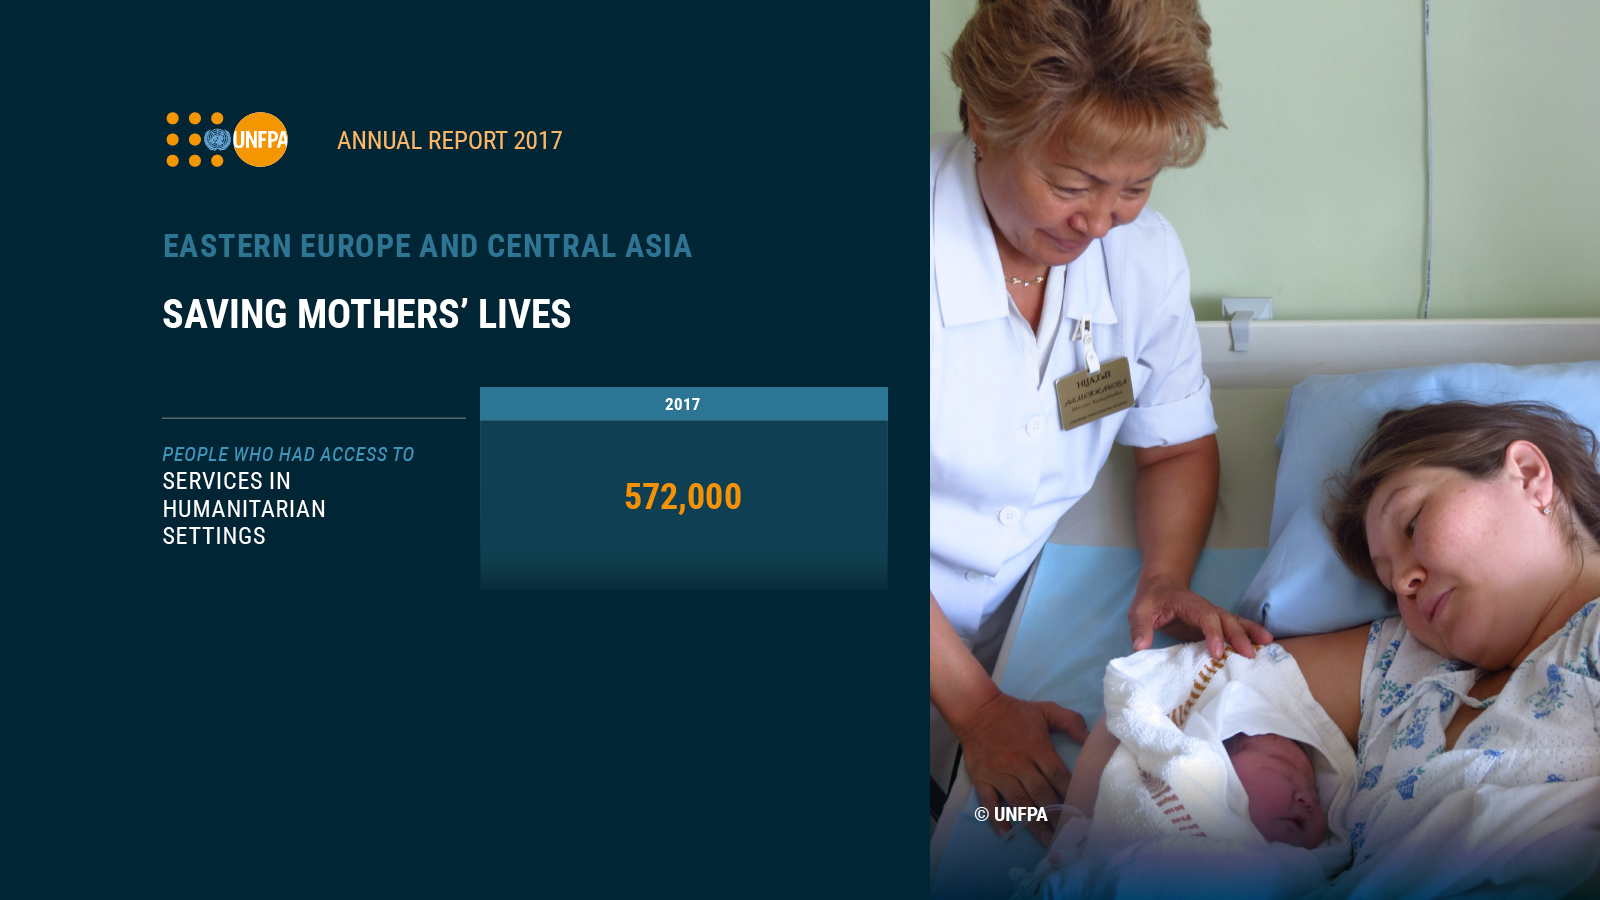 UNFPA
ANNUAL REPORT 2017
EASTERN EUROPE AND CENTRAL ASIA
SAVING MOTHERS’ LIVES
2017
PEOPLE WHO HAD ACCESS TO
SERVICES IN
HUMANITARIAN
SETTINGS
572,000
© UNFPA